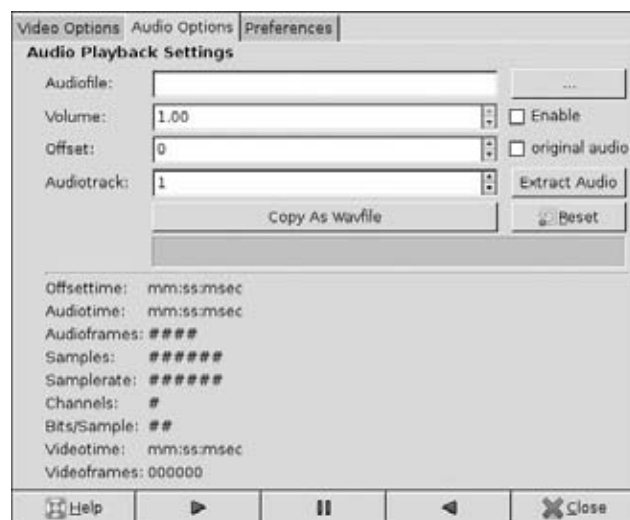 Video Options Audio Options Preferences
Audio Playback Settings
Audiofile: ...
Volume: 1.00 Enable
Offset: 0 original audio
Audiotrack: 1 Extract Audio
Copy As Wavfile Reset
Offsettime: mm:ss:msec
Audiotime: mm:ss:msec
Audioframes: ####
Samples: ######
Samplerate: ######
Channels: #
Bits/Sample: ##
Videotime: mm:ss:msec
Videoframes: 000000
Help Close